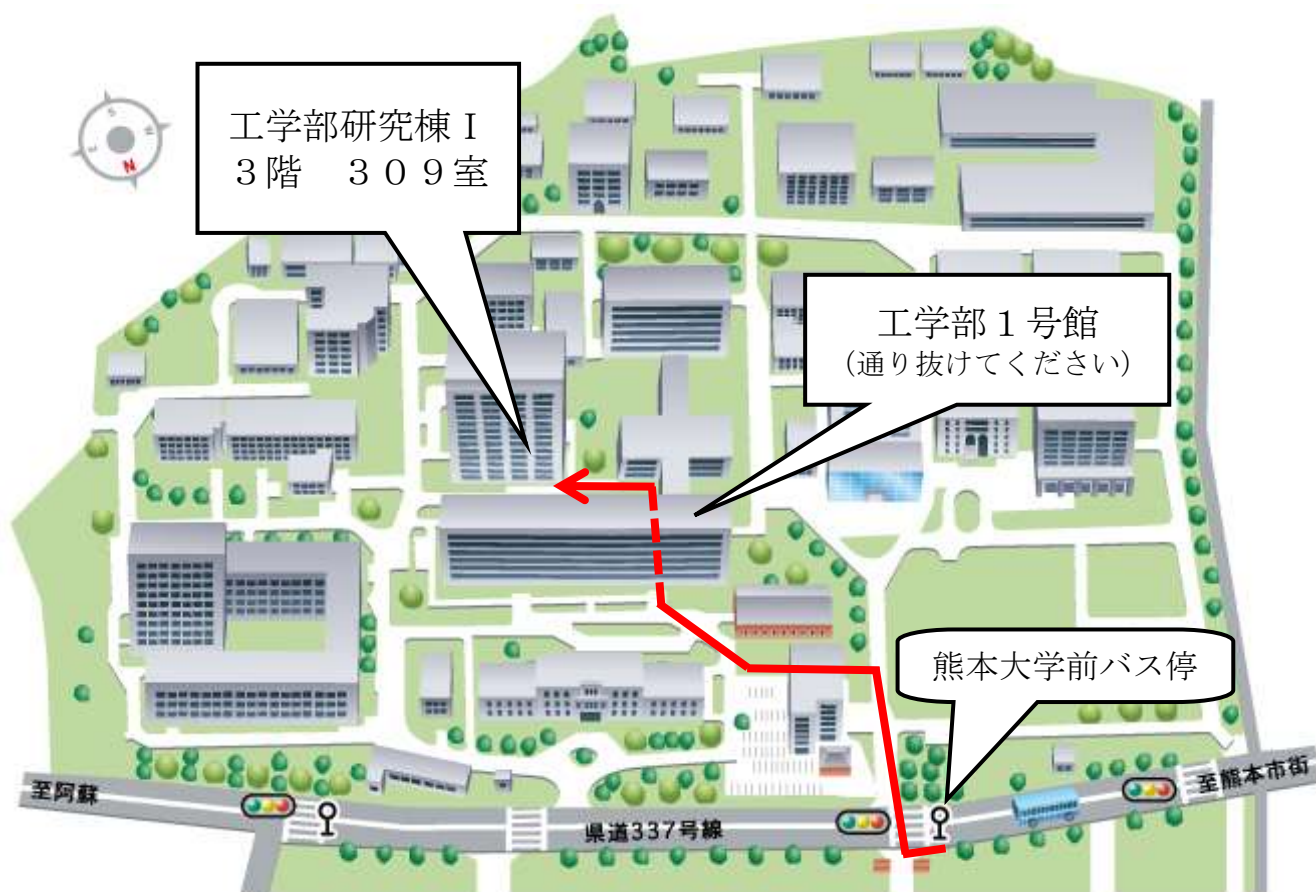 工学部研究棟Ⅰ
３階　３０９室
工学部１号館
（通り抜けてください）
熊本大学前バス停
至阿蘇
県道337号線
至熊本市街
S
W
E
N